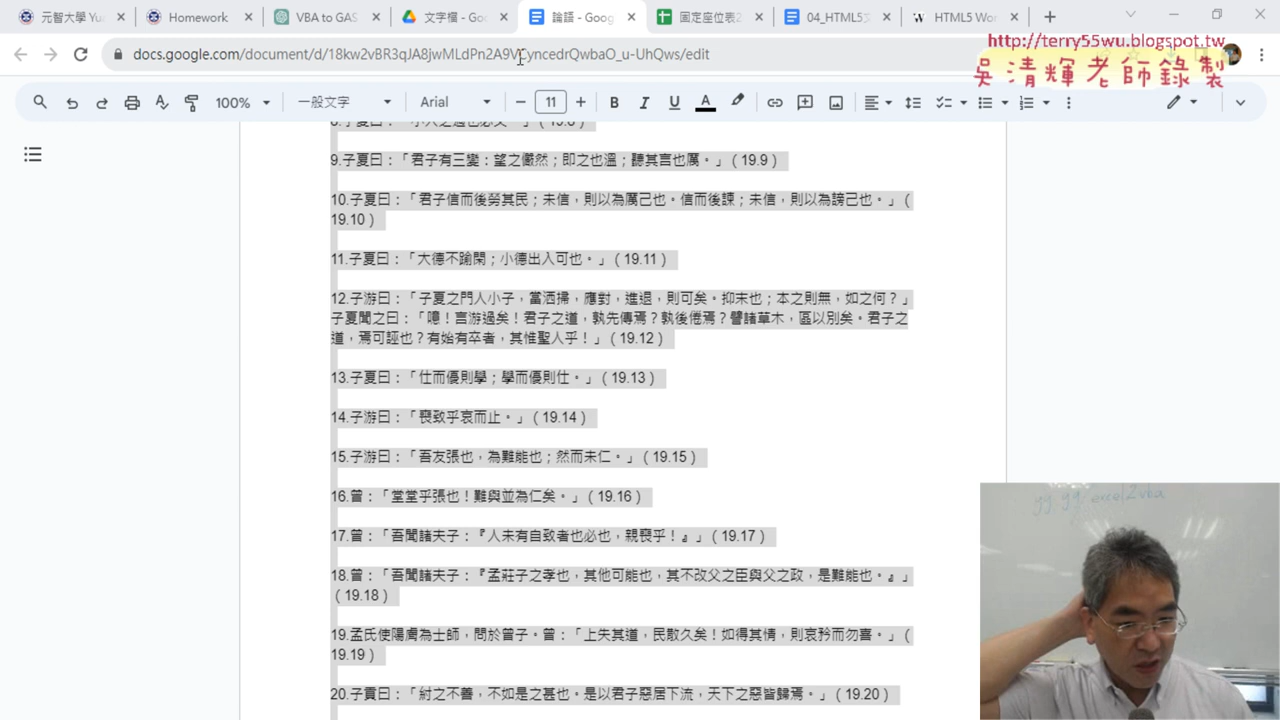 元智大學 Yu
Homework
VBA to GAS
文字檔 - Goo
論語 - Goog
固定座位表2
04_HTML5文
HTML5 Wor
docs.google.com/document/d/18kw2vBR3qJA8jwMLdPn2A9V
yncedrQwbaO_u-UhQws/edit
http://terry55wu.blogspot.tw
吳清輝老師錄製
100%
一般文字
Arial
11
9.子夏曰：「君子有三變：望之儼然；即之也溫；聽其言也厲。」（19.9）
10.子夏曰：「君子信而後勞其民；未信，則以為厲己也。信而後諫；未信，則以為謗己也。」（
19.10）
11.子夏曰：「大德不踰閑；小德出入可也。」（19.11）
12.子游曰：「子夏之門人小子，當洒掃，應對，進退，則可矣。抑末也；本之則無，如之何？」
子夏聞之曰：「噫！言游過矣！君子之道，孰先傳焉？孰後倦焉？譬諸草木，區以別矣。君子之
道，焉可誣也？有始有卒者，其惟聖人乎！」（19.12）
13.子夏曰：「仕而優則學；學而優則仕。」（19.13）
14.子游曰：「喪致乎哀而止。」（19.14）
15.子游曰：「吾友張也，為難能也；然而未仁。」（19.15）
16.曾：「堂堂乎張也！難與並為仁矣。」（19.16）
17.曾：「吾聞諸夫子：『人未有自致者也必也，親喪乎！』」（19.17）
18.曾：「吾聞諸夫子：『孟莊子之孝也，其他可能也，其不改父之臣與父之政，是難能也。』」
（19.18）
19.孟氏使陽膚為士師，問於曾子。曾：「上失其道，民散久矣！如得其情，則哀矜而勿喜。」（
19.19）
20.子貢曰：「紂之不善，不如是之甚也。是以君子惡居下流，天下之惡皆歸焉。」（19.20）